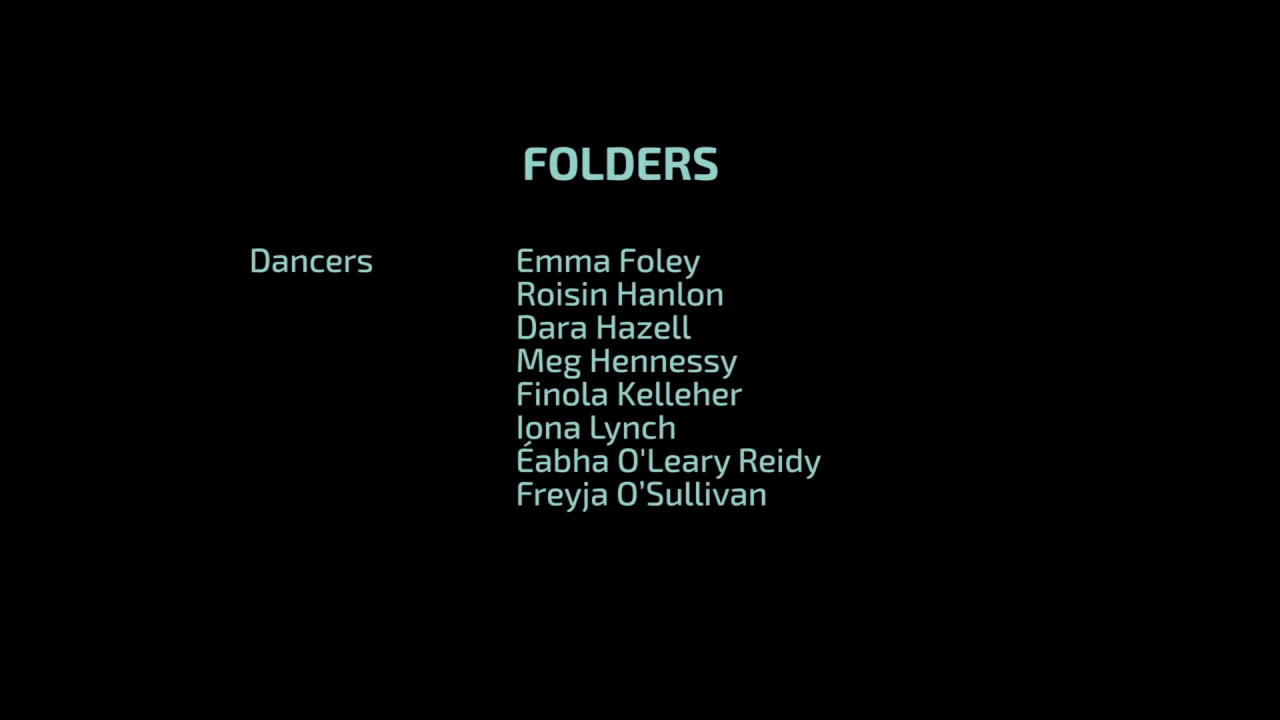 FOLDERS
Dancers Emma Foley
Roisin Hanlon
Dara Hazell
Meg Hennessy
Finola Kelleher
Iona Lynch
Éabha O'Leary Reidy
Freyja O’Sullivan